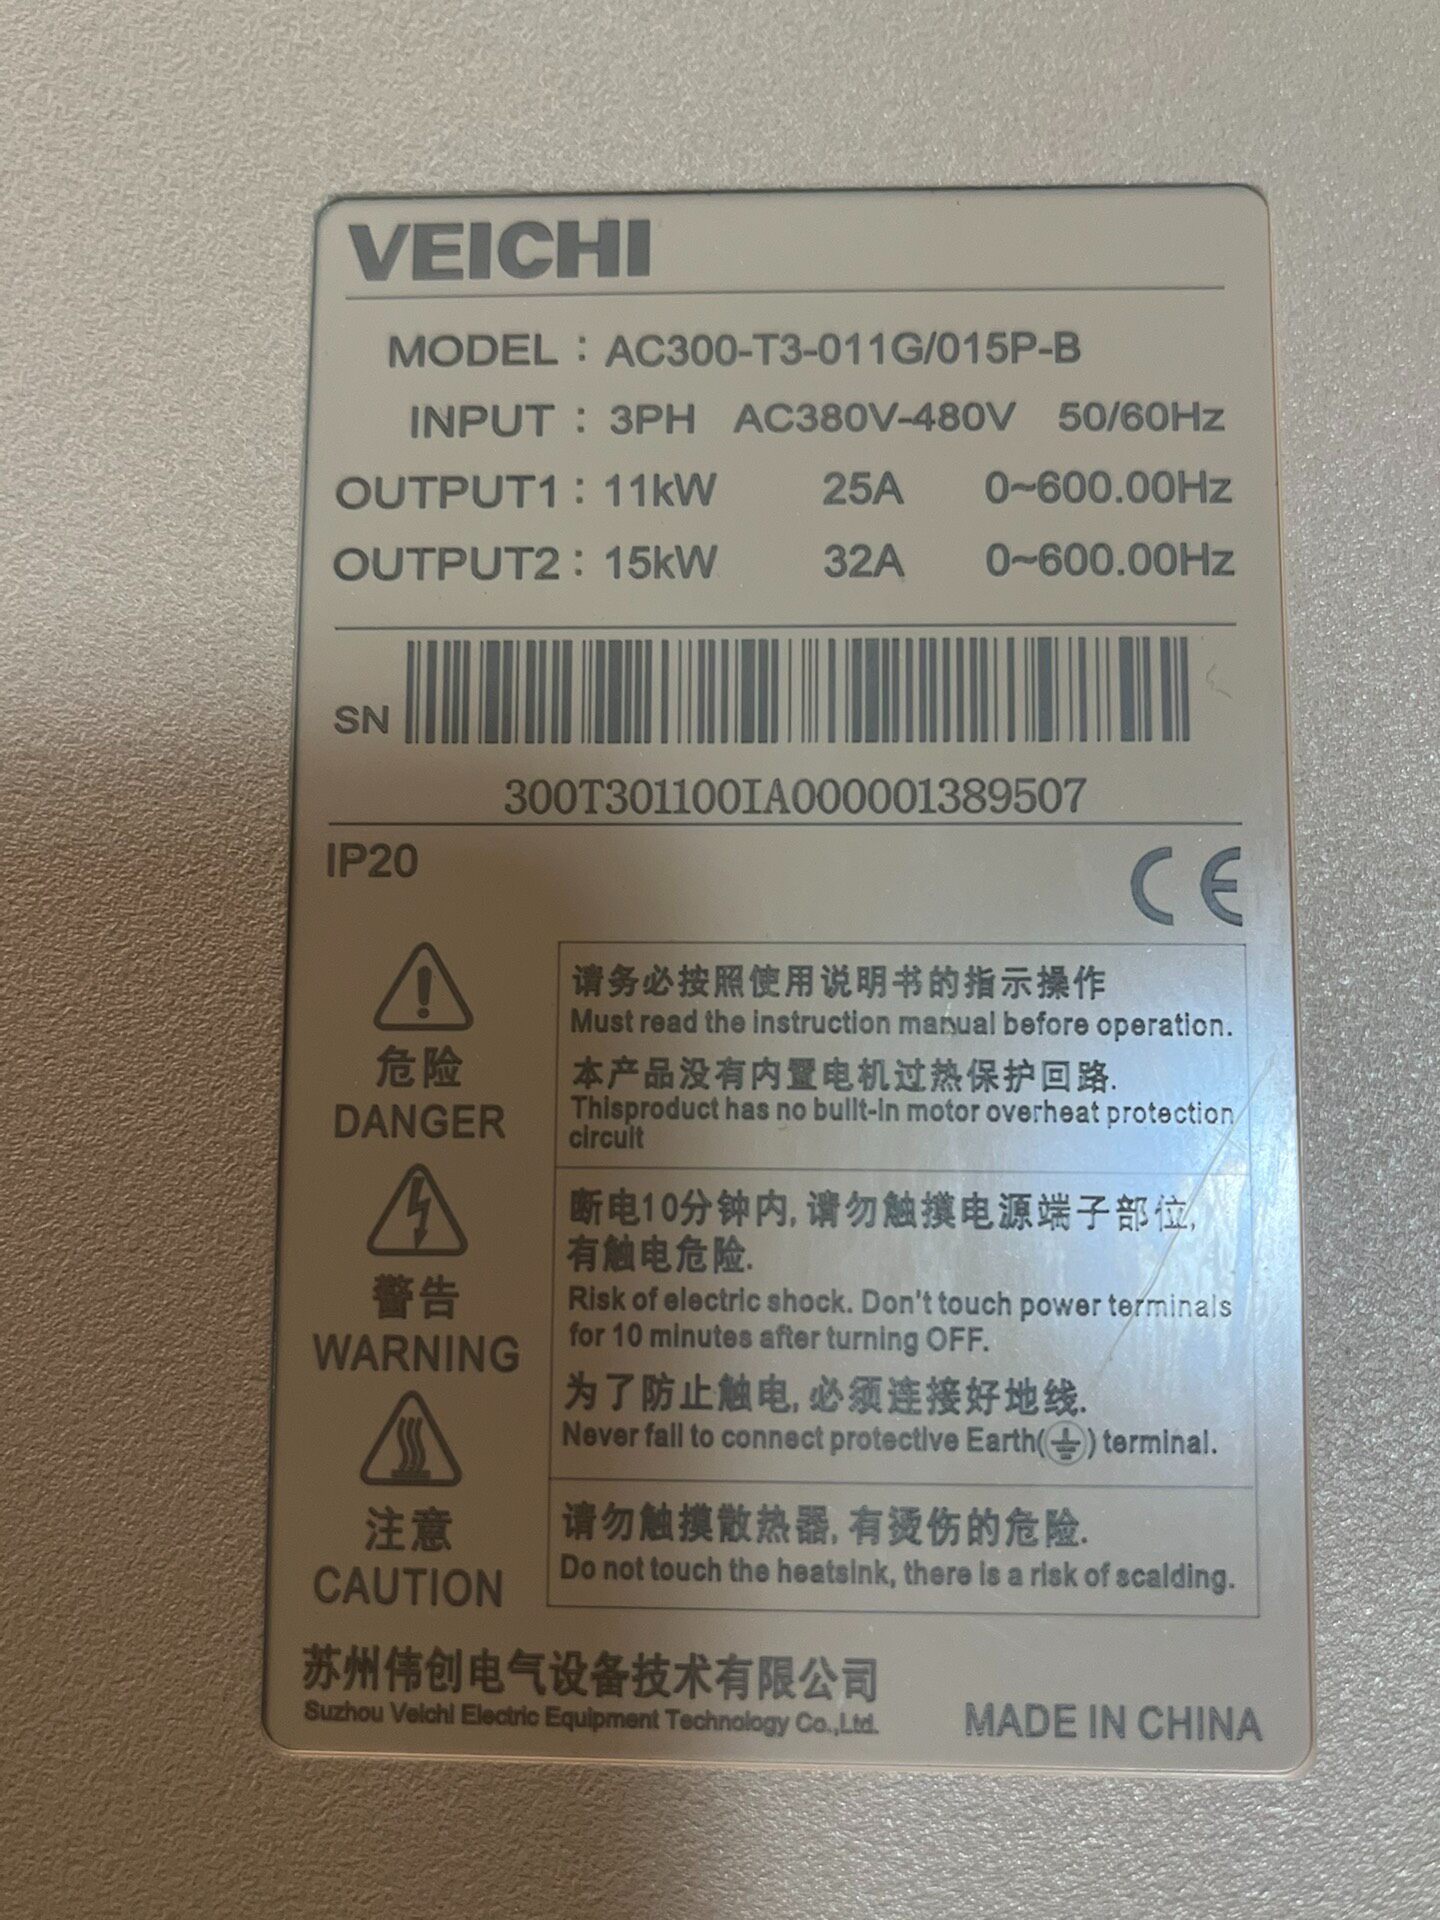 VEICHI
MODEL : AC300-T3-011G/015P-B
INPUT : 3PH AC380V-480V 50/60Hz
OUTPUT1 : 11kW 25A 0~600.00Hz
OUTPUT2 : 15kW 32A 0~600.00Hz
SN
300T301100IA000001389507
IP20 CE
危险
DANGER
请务必按照使用说明书的指示操作
Must read the instruction manual before operation.
本产品没有内置电机过热保护回路.
Thisproduct has no built-in motor overheat protection
circuit
警告
WARNING
断电10分钟内,请勿触摸电源端子部位,
有触电危险.
Risk of electric shock. Don't touch power terminals
for 10 minutes after turning OFF.
为了防止触电,必须连接好地线.
Never fail to connect protective Earth(⏚) terminal.
注意
CAUTION
请勿触摸散热器,有烫伤的危险.
Do not touch the heatsink, there is a risk of scalding.
苏州伟创电气设备技术有限公司
Suzhou Veichi Electric Equipment Technology Co.,Ltd.
MADE IN CHINA